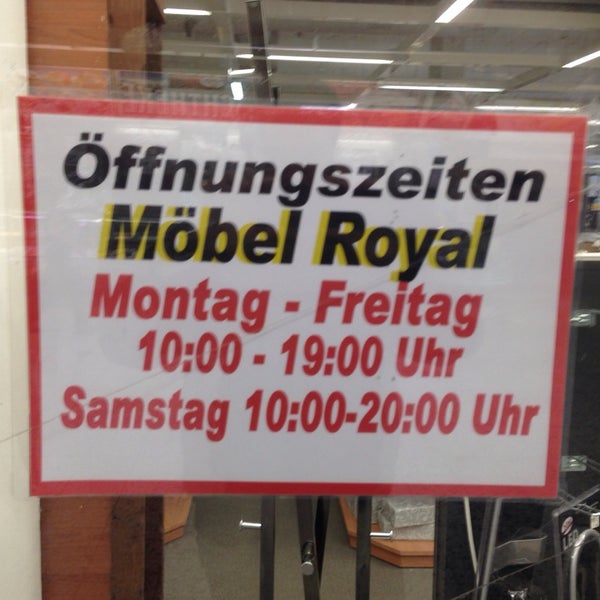 Öffnungszeiten
Möbel Royal
Montag - Freitag
10:00 - 19:00 Uhr
Samstag 10:00-20:00 Uhr